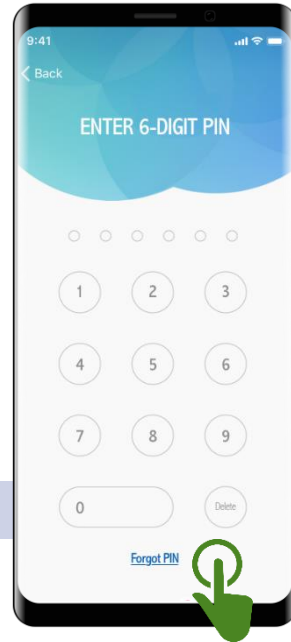 9:41
Back
ENTER 6-DIGIT PIN
1 2 3
4 5 6
7 8 9
0 Delete
Forgot PIN